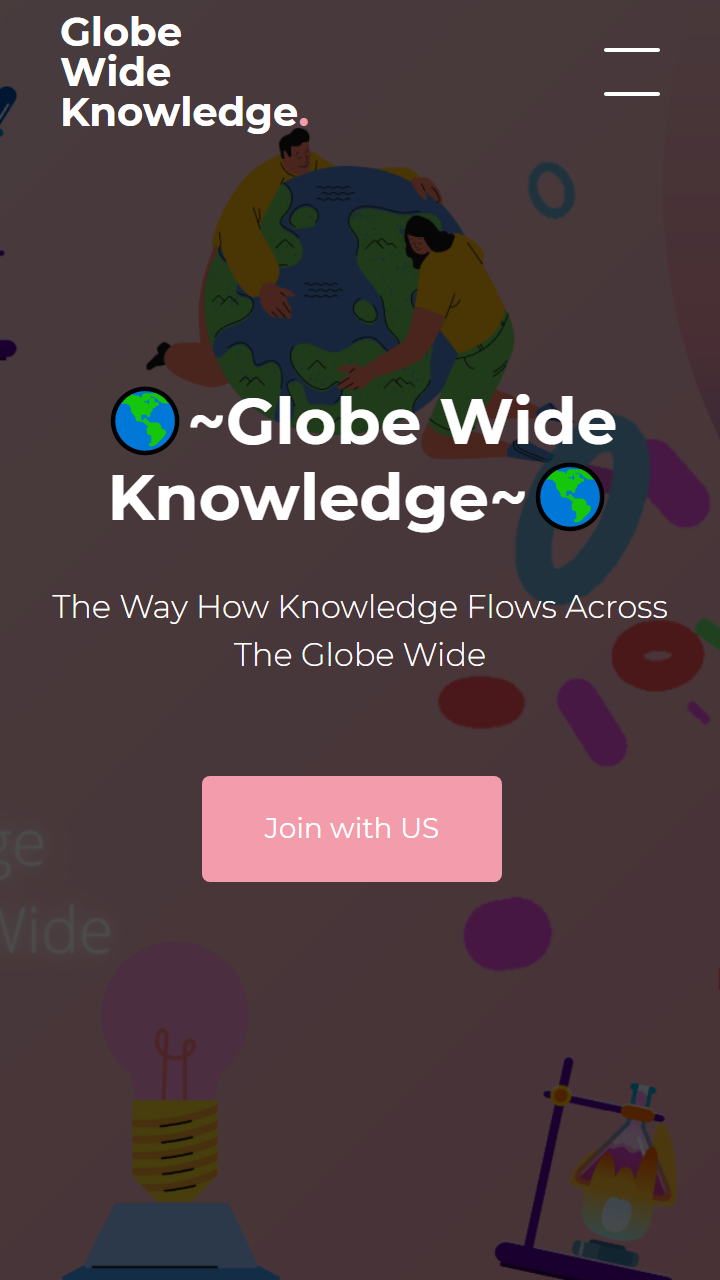 Globe
Wide
Knowledge.
🌎~Globe Wide
Knowledge~🌎
The Way How Knowledge Flows Across
The Globe Wide
Join with US
ge
Wide